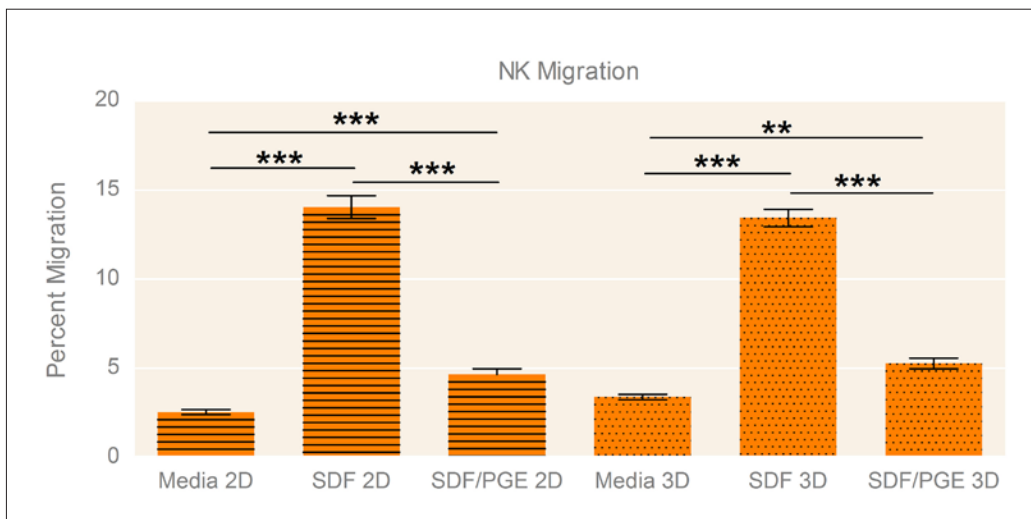 NK Migration
Percent Migration
20
15
10
5
0
***
***
***
**
***
***
Media 2D
SDF 2D
SDF/PGE 2D
Media 3D
SDF 3D
SDF/PGE 3D